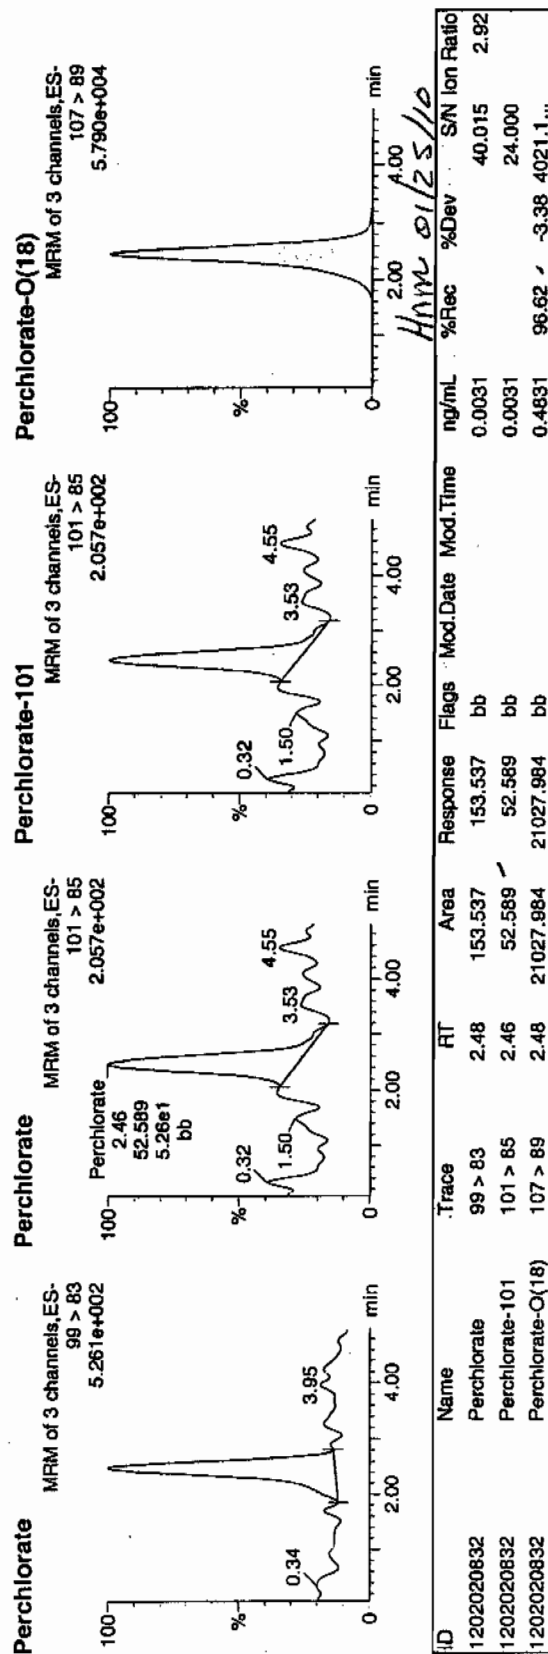 Perchlorate
MRM of 3 channels,ES-
99 > 83
5.261e+002
100
%
0
0.34
3.95
2.00
4.00
min
Perchlorate
MRM of 3 channels,ES-
101 > 85
2.057e+002
100
Perchlorate
2.46
52.589
5.26e1
bb
%
0
0.32
1.50
3.53
4.55
2.00
4.00
min
Perchlorate-101
MRM of 3 channels,ES-
101 > 85
2.057e+002
100
%
0
0.32
1.50
3.53
4.55
2.00
4.00
min
Perchlorate-O(18)
MRM of 3 channels,ES-
107 > 89
5.790e+004
100
%
0
2.00
4.00
min
01/25/10
ID Name Trace RT Area Response Flags Mod.Date Mod.Time ng/mL %Rec %Dev S/N Ion Ratio
1202020832 Perchlorate 99 > 83 2.48 153.537 153.537 bb 0.0031 40.015 2.92
1202020832 Perchlorate-101 101 > 85 2.46 52.589 52.589 bb 0.0031 24.000
1202020832 Perchlorate-O(18) 107 > 89 2.48 21027.984 21027.984 bb 0.4831 96.62 -3.38 4021.1...